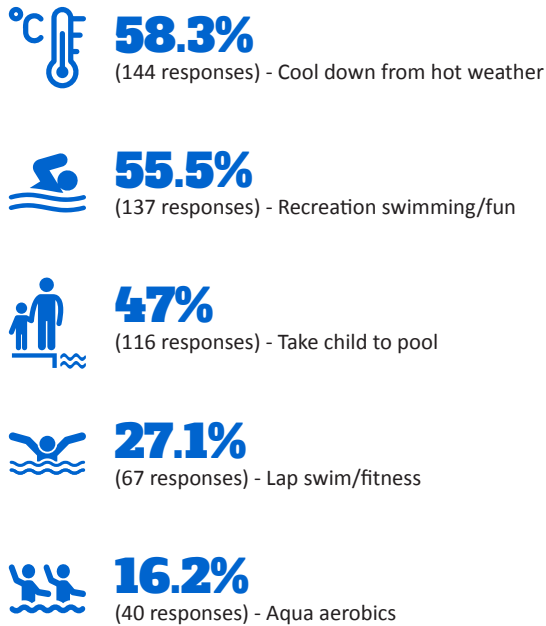 °C
58.3%
(144 responses) - Cool down from hot weather
55.5%
(137 responses) - Recreation swimming/fun
47%
(116 responses) - Take child to pool
27.1%
(67 responses) - Lap swim/fitness
16.2%
(40 responses) - Aqua aerobics